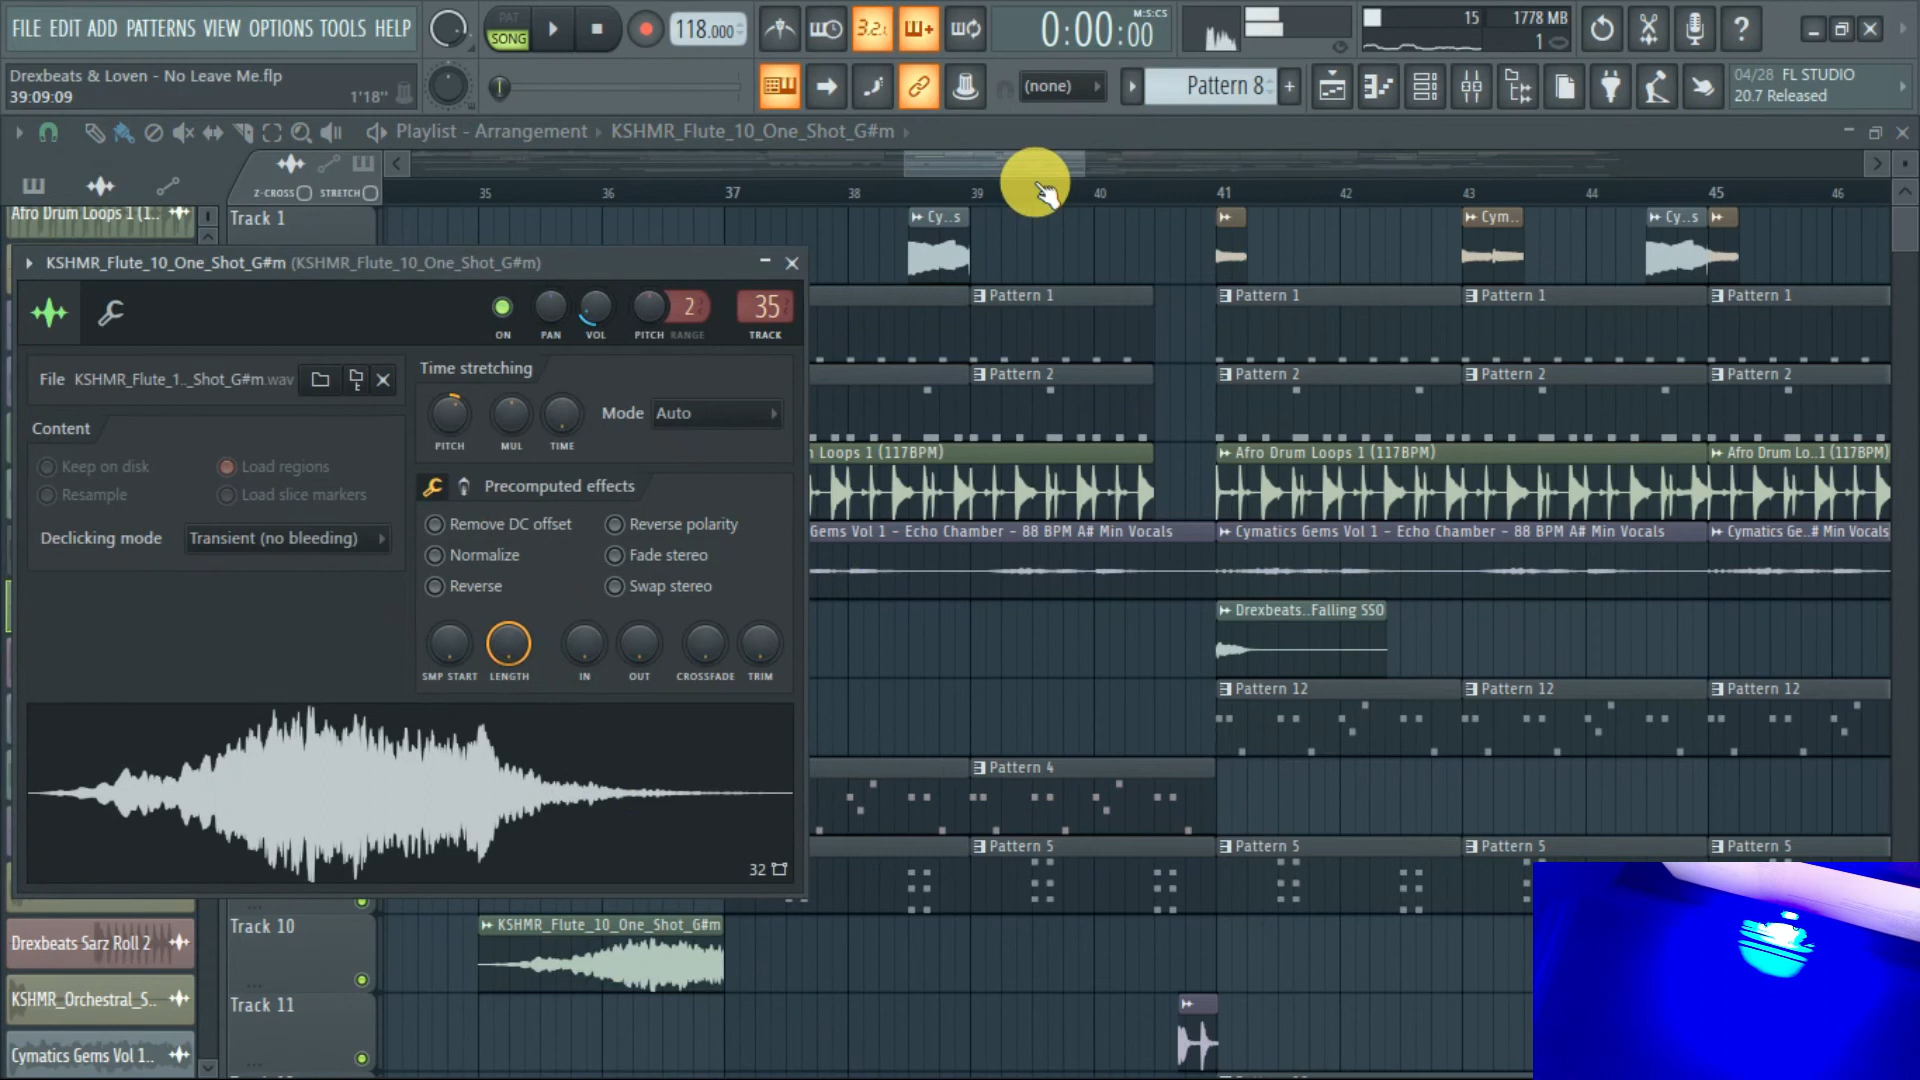 FILE EDIT ADD PATTERNS VIEW OPTIONS TOOLS HELP
PAT
SONG
118.000
3.2.
0:00:00
M:S:CS
15
1778 MB
1
Drexbeats & Loven - No Leave Me.flp
39:09:09
1'18"
(none)
Pattern 8
04/28 FL STUDIO
20.7 Released
Playlist - Arrangement › KSHMR_Flute_10_One_Shot_G#m ›
Z-CROSS
STRETCH
35 36 37 38 39 40 41 42 43 44 45 46
Afro Drum Loops 1 (1..
Track 1
Cy..s
Cym..
Cy..s
KSHMR_Flute_10_One_Shot_G#m (KSHMR_Flute_10_One_Shot_G#m)
2
35
ON PAN VOL PITCH RANGE TRACK
File KSHMR_Flute_1.._Shot_G#m.wav
Content
Keep on disk
Load regions
Resample
Load slice markers
Declicking mode Transient (no bleeding)
Time stretching
PITCH MUL TIME
Mode Auto
Precomputed effects
Remove DC offset
Reverse polarity
Normalize
Fade stereo
Reverse
Swap stereo
SMP START LENGTH IN OUT CROSSFADE TRIM
32
Pattern 1 Pattern 1 Pattern 1 Pattern 1
Pattern 2 Pattern 2 Pattern 2 Pattern 2
Loops 1 (117BPM)
Afro Drum Loops 1 (117BPM)
Afro Drum Lo..1 (117BPM)
Gems Vol 1 - Echo Chamber - 88 BPM A# Min Vocals
Cymatics Gems Vol 1 - Echo Chamber - 88 BPM A# Min Vocals
Cymatics Ge..# Min Vocals
Drexbeats..Falling SSO
Pattern 12 Pattern 12 Pattern 12
Pattern 4
Pattern 5 Pattern 5 Pattern 5 Pattern 5
Drexbeats Sarz Roll 2
KSHMR_Orchestral_S..
Cymatics Gems Vol 1..
Track 10
KSHMR_Flute_10_One_Shot_G#m
Track 11